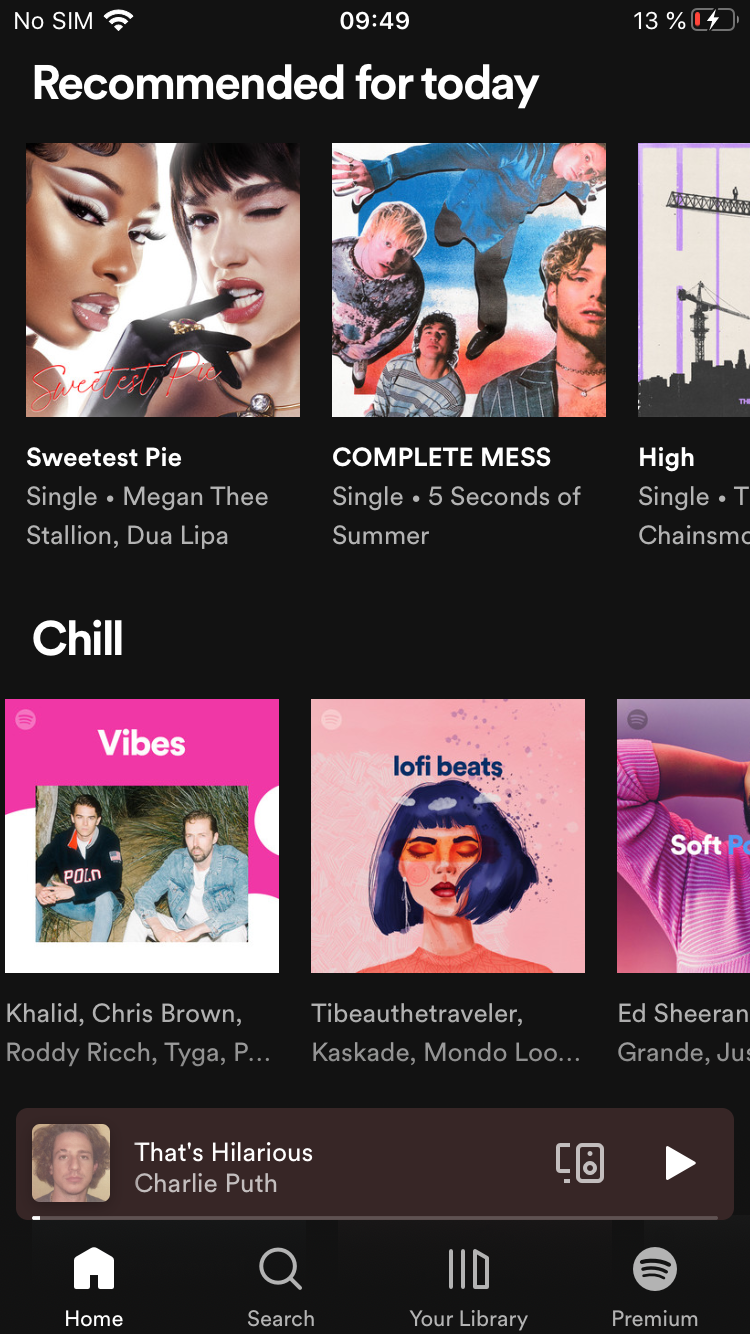 No SIM 09:49 13 %
Recommended for today
Sweetest Pie
Sweetest Pie
Single • Megan Thee
Stallion, Dua Lipa
COMPLETE MESS
Single • 5 Seconds of
Summer
TH
High
Single • T
Chainsmo
Chill
Vibes
POLO
Khalid, Chris Brown,
Roddy Ricch, Tyga, P...
lofi beats
Tibeauthetraveler,
Kaskade, Mondo Loo...
Soft Po
Ed Sheeran
Grande, Jus
That's Hilarious
Charlie Puth
Home
Search
Your Library
Premium